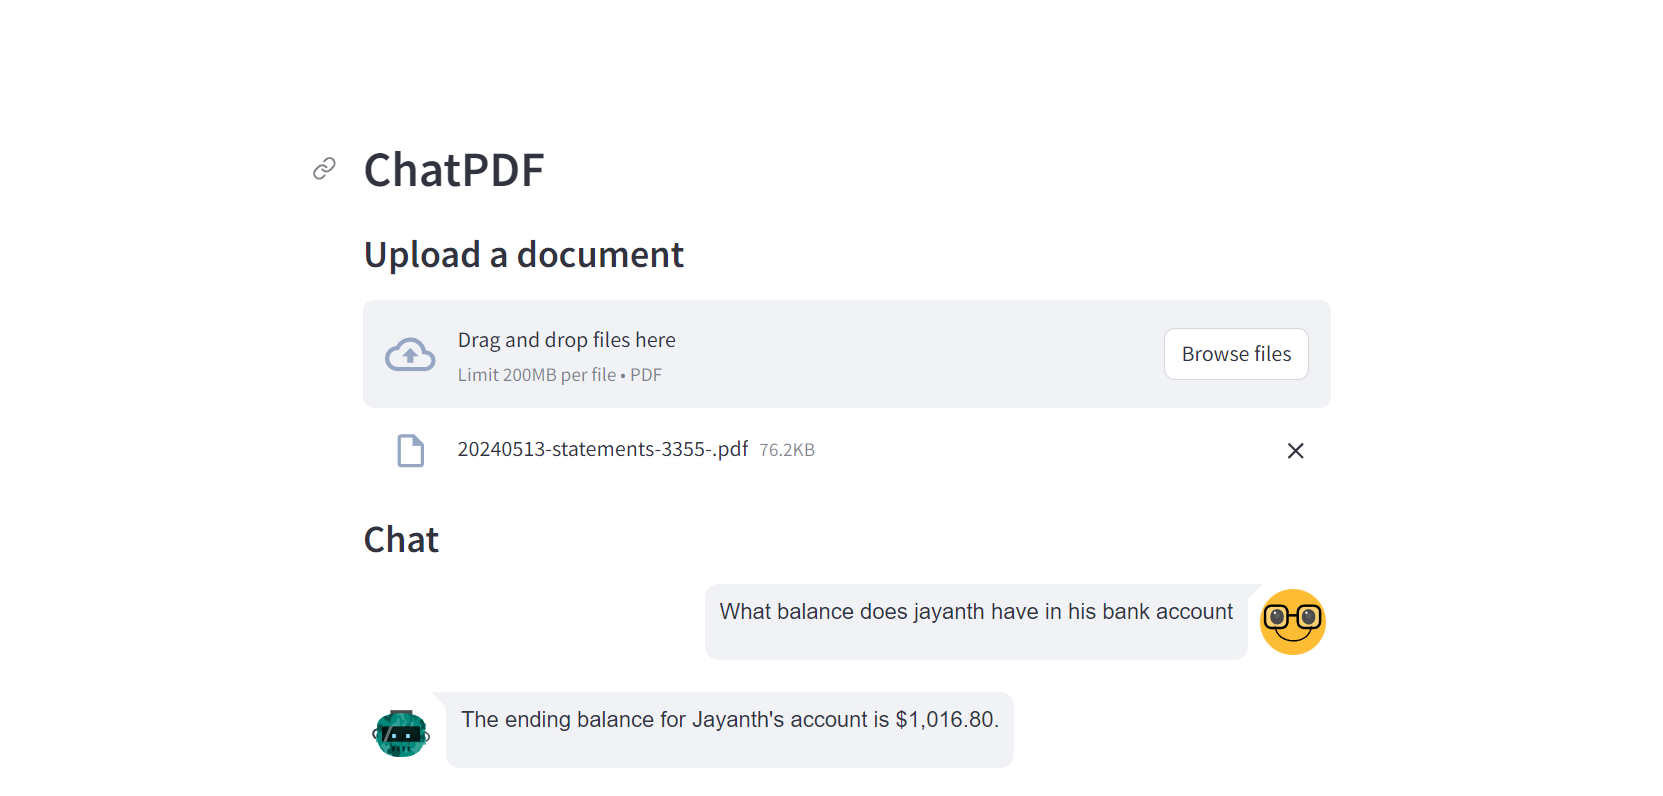 ChatPDF
Upload a document
Drag and drop files here
Limit 200MB per file • PDF
Browse files
20240513-statements-3355-.pdf 76.2KB
Chat
What balance does jayanth have in his bank account
The ending balance for Jayanth's account is $1,016.80.